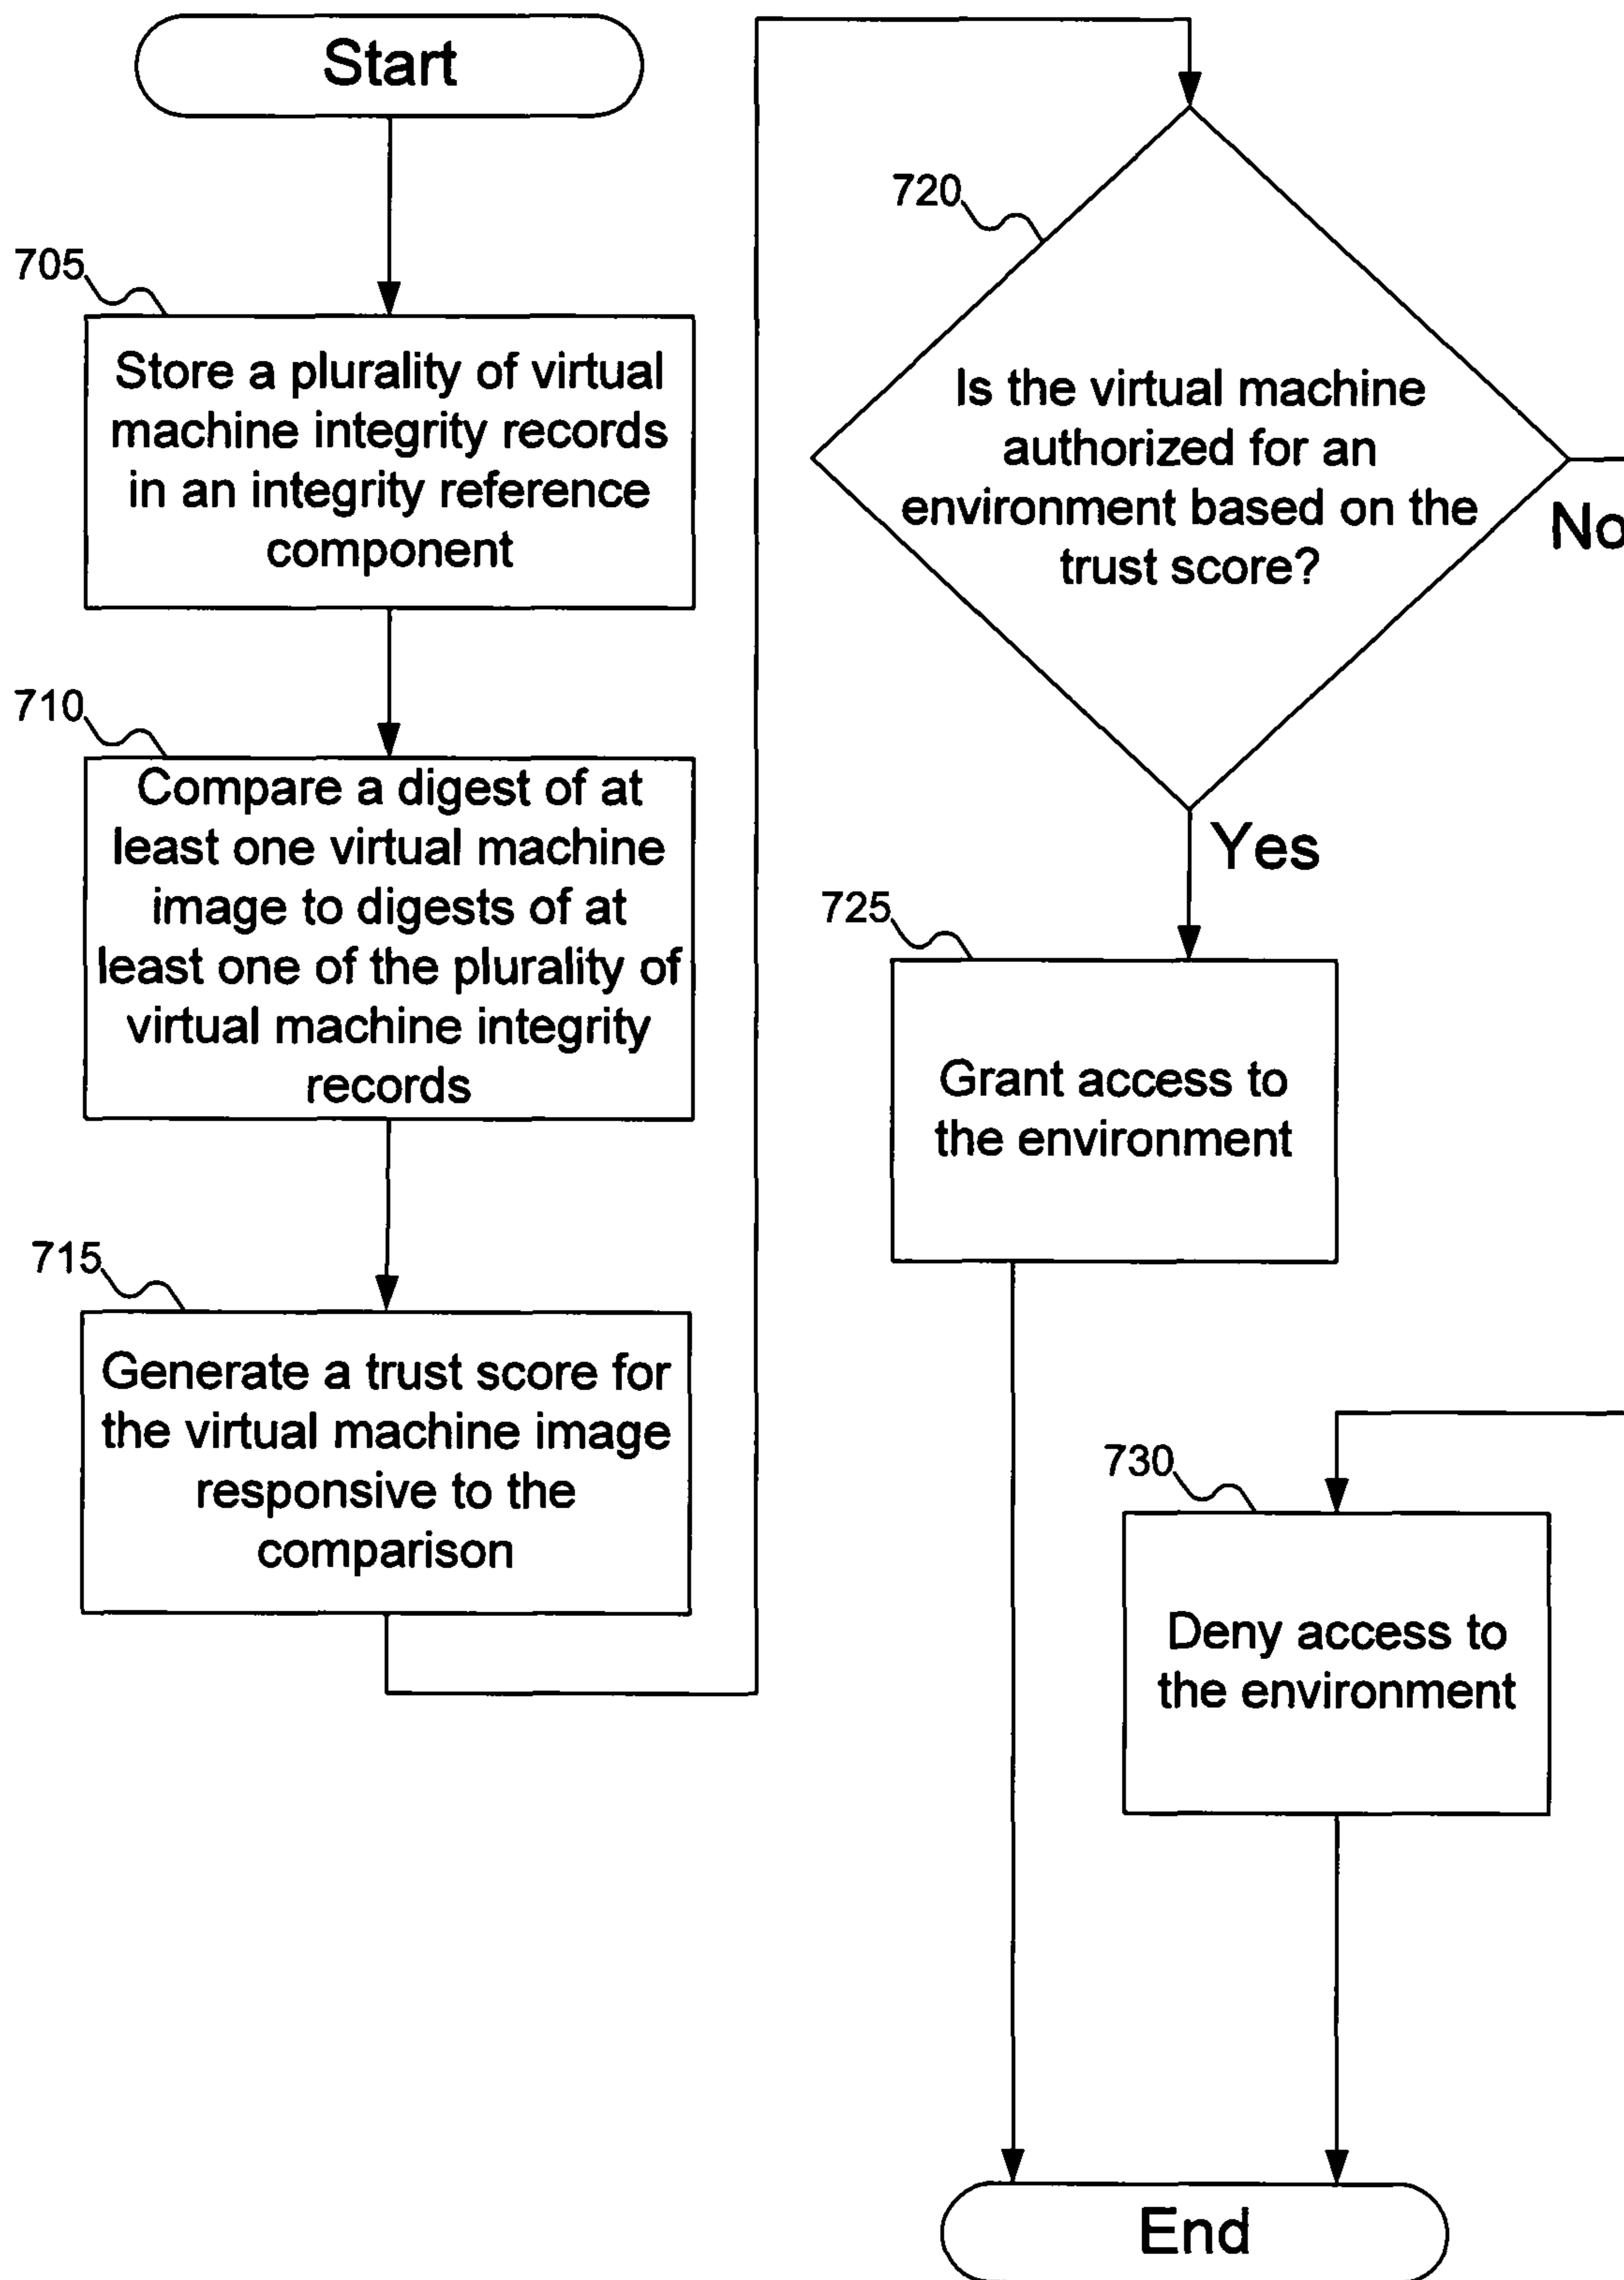 Start
705
Store a plurality of virtual
machine integrity records
in an integrity reference
component
710
Compare a digest of at
least one virtual machine
image to digests of at
least one of the plurality of
virtual machine integrity
records
715
Generate a trust score for
the virtual machine image
responsive to the
comparison
720
Is the virtual machine
authorized for an
environment based on the
trust score?
No
Yes
725
Grant access to
the environment
730
Deny access to
the environment
End